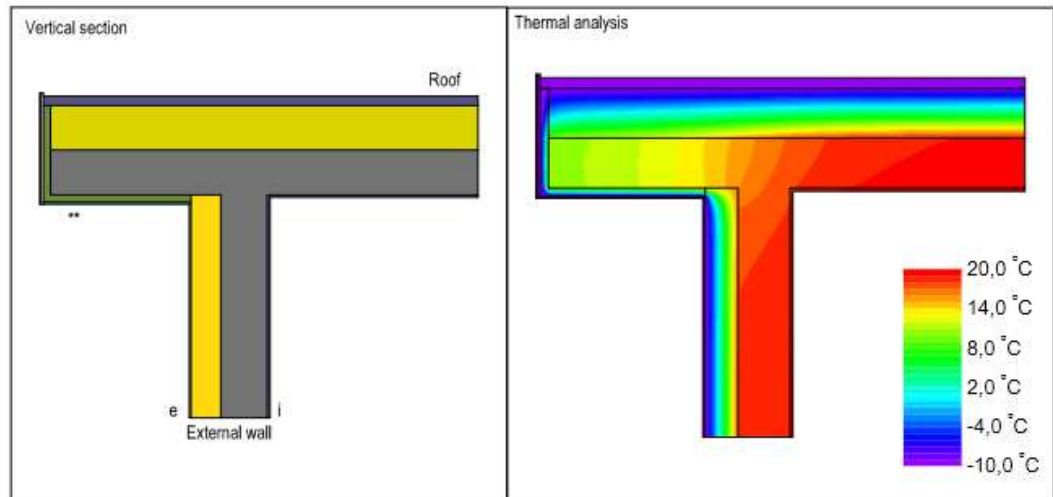 Vertical section
Roof
**
e
i
External wall
Thermal analysis
20,0 °C
14,0 °C
8,0 °C
2,0 °C
-4,0 °C
-10,0 °C